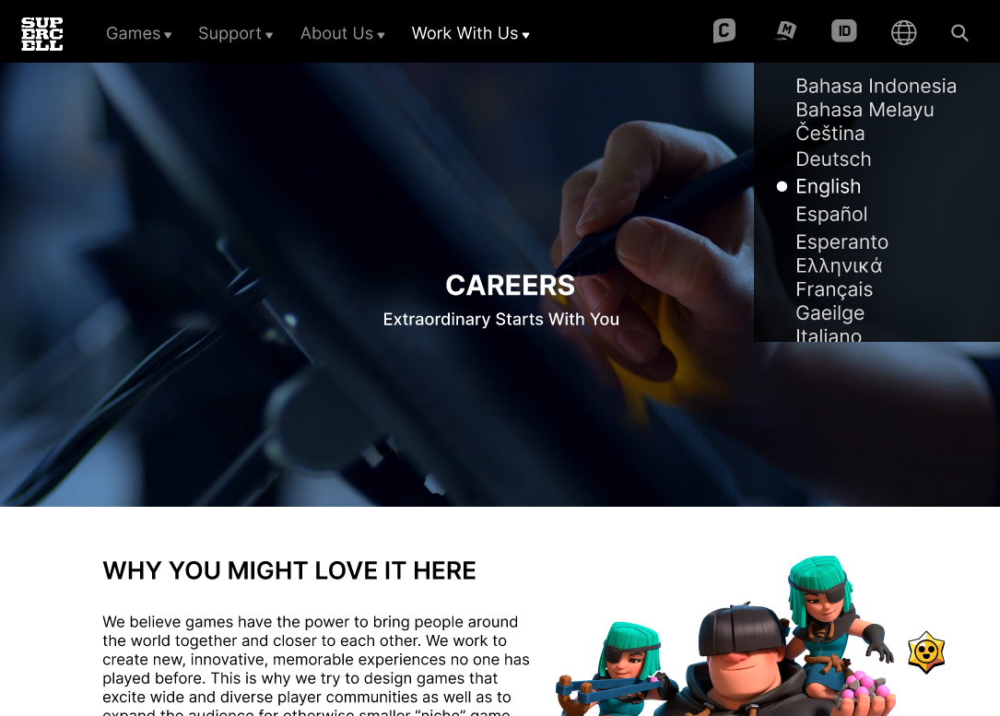 SUP
ERC
ELL
Games
Support
About Us
Work With Us
C
M
ID
Bahasa Indonesia
Bahasa Melayu
Čeština
Deutsch
English
Español
Esperanto
Ελληνικά
Français
Gaeilge
Italiano
CAREERS
Extraordinary Starts With You
WHY YOU MIGHT LOVE IT HERE
We believe games have the power to bring people around
the world together and closer to each other. We work to
create new, innovative, memorable experiences no one has
played before. This is why we try to design games that
excite wide and diverse player communities as well as to
expand the audience for otherwise smaller “niche” game